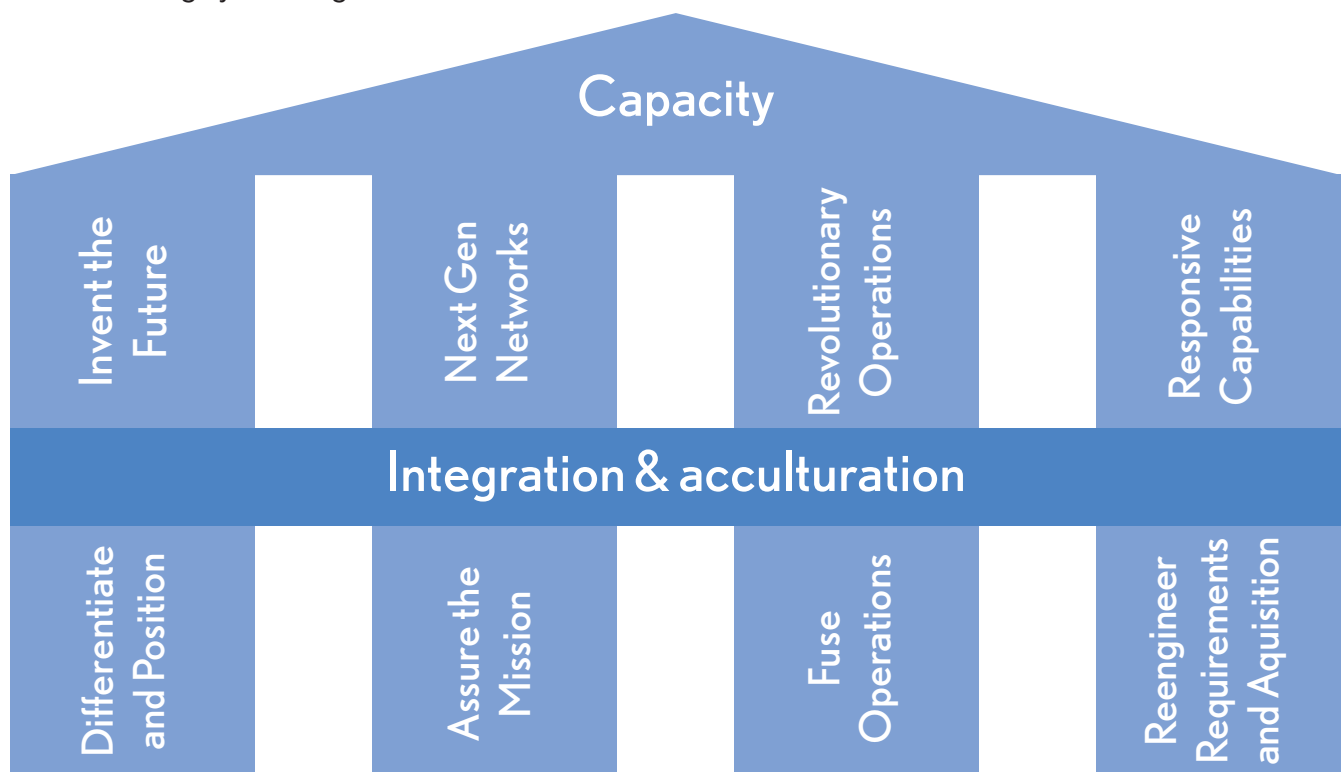 Capacity
Invent the
Future
Next Gen
Networks
Revolutionary
Operations
Responsive
Capabilities
Integration & acculturation
Differentiate
and Position
Assure the
Mission
Fuse
Operations
Reengineer
Requirements
and Aquisition